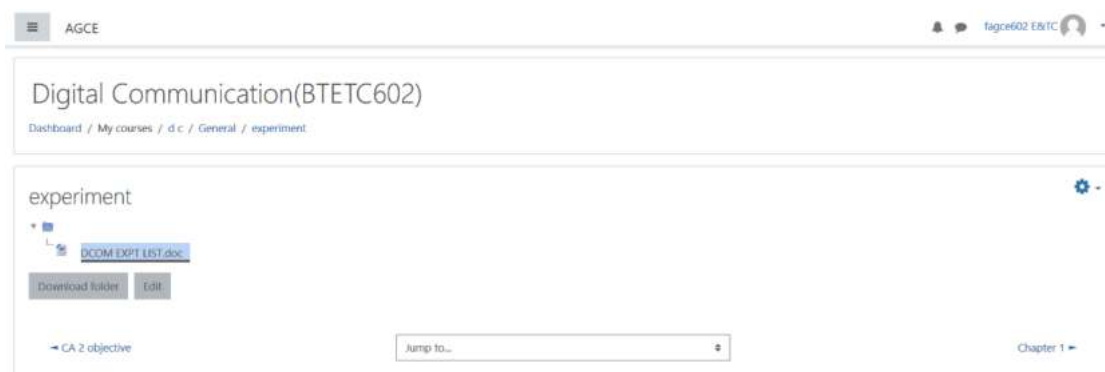 AGCE
fagce602 E&TC
Digital Communication(BTETC602)
Dashboard / My courses / d c / General / experiment
experiment
DCOM EXPT LIST.doc
Download folder Edit
◄ CA 2 objective
Jump to...
Chapter 1 ►